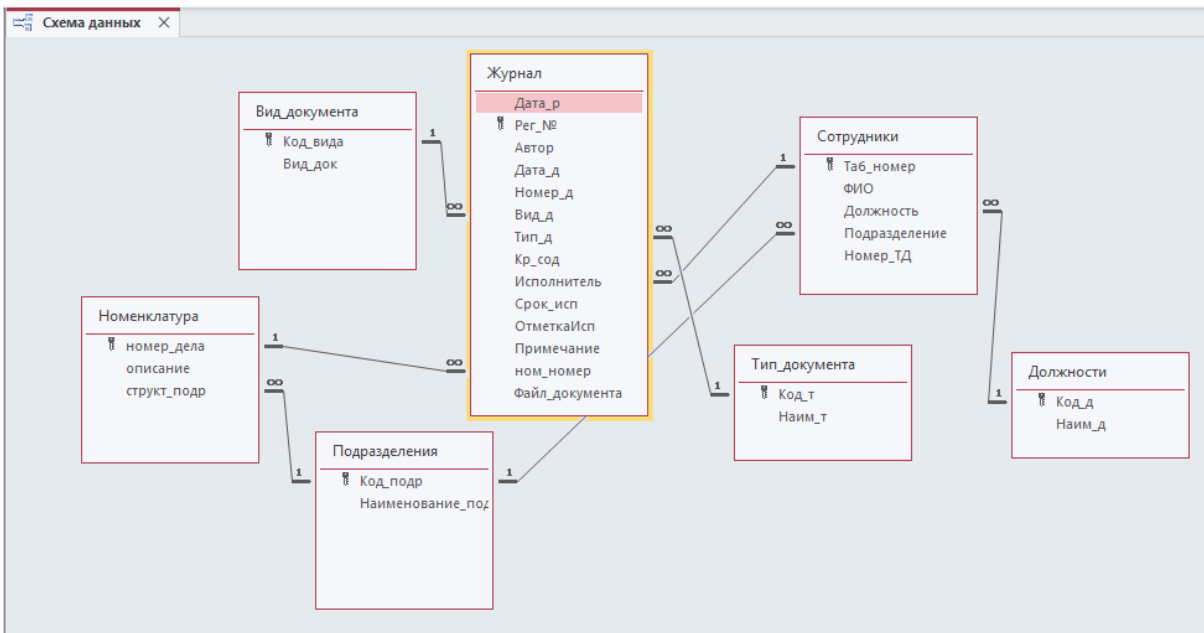 Схема данных
Журнал
Дата_р
Рег_№
Автор
Дата_д
Номер_д
Вид_д
Тип_д
Кр_сод
Исполнитель
Срок_исп
ОтметкаИсп
Примечание
ном_номер
Файл_документа
Вид_документа
Код_вида
Вид_док
1
∞
Сотрудники
Таб_номер
ФИО
Должность
Подразделение
Номер_ТД
1
∞
∞
∞
∞
Номенклатура
номер_дела
описание
структ_подр
1
∞
∞
Тип_документа
Код_т
Наим_т
1
Должности
Код_д
Наим_д
1
Подразделения
Код_подр
Наименование_под
1
1